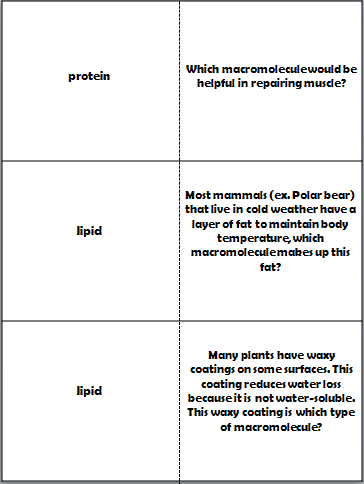 protein
Which macromolecule would be
helpful in repairing muscle?
lipid
Most mammals (ex. Polar bear)
that live in cold weather have a
layer of fat to maintain body
temperature, which
macromolecule makes up this
fat?
lipid
Many plants have waxy
coatings on some surfaces. This
coating reduces water loss
because it is not water-soluble.
This waxy coating is which type
of macromolecule?